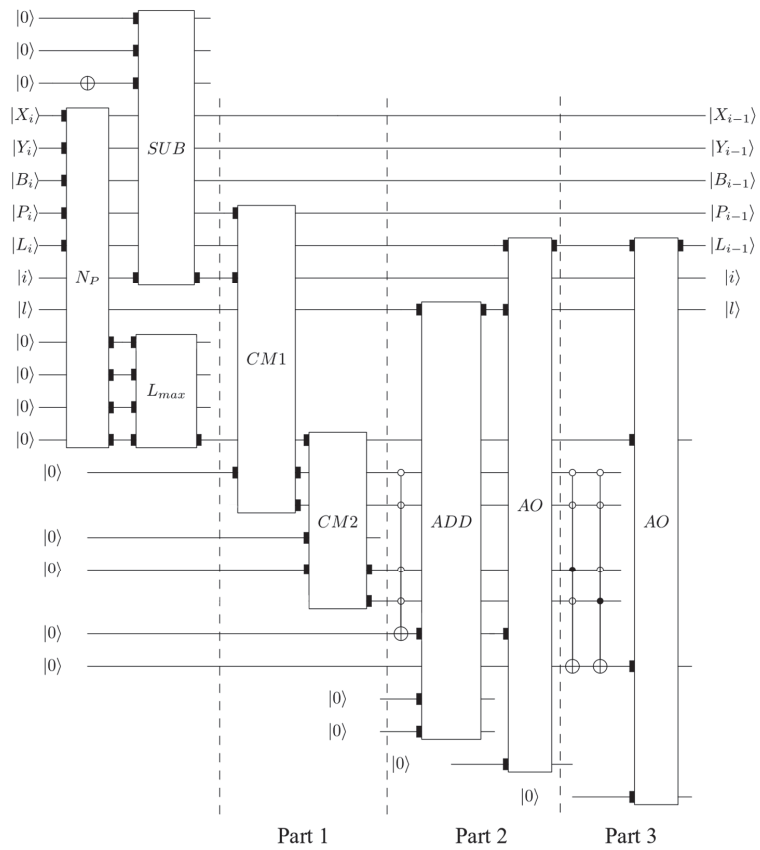 |0⟩
|0⟩
|0⟩
|X_i⟩ |X_{i−1}⟩
|Y_i⟩ SUB |Y_{i−1}⟩
|B_i⟩ |B_{i−1}⟩
|P_i⟩ |P_{i−1}⟩
|L_i⟩ |L_{i−1}⟩
|i⟩ N_P |i⟩
|l⟩ |l⟩
|0⟩
CM1
|0⟩
L_{max}
|0⟩
|0⟩
|0⟩
AO
CM2 ADD AO
|0⟩
|0⟩
|0⟩
|0⟩
|0⟩
|0⟩
|0⟩
|0⟩
Part 1 Part 2 Part 3